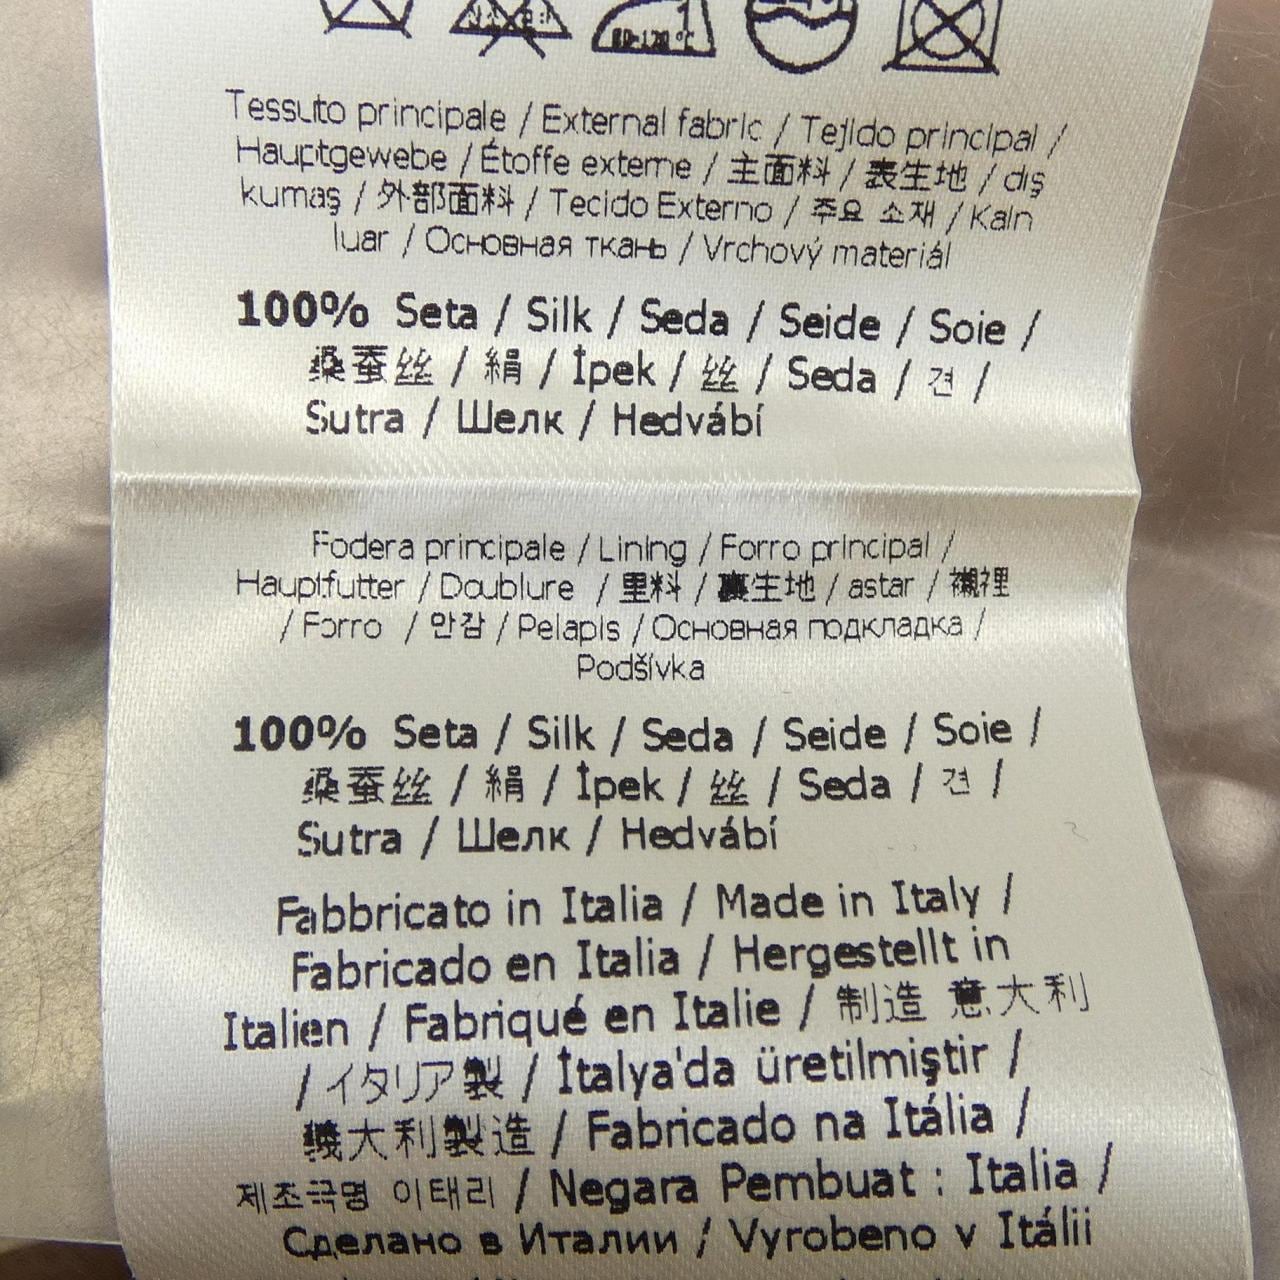 1
80-120°C
Tessuto principale / External fabric / Tejido principal /
Hauptgewebe / Étoffe externe / 主面料 / 表生地 / dış
kumaş / 外部面料 / Tecido Externo / 주요 소재 / Kain
luar / Основная ткань / Vrchový materiál
100% Seta / Silk / Seda / Seide / Soie /
桑蚕丝 / 絹 / İpek / 丝 / Seda / 견 /
Sutra / Шелк / Hedvábí
Fodera principale / Lining / Forro principal /
Hauptfutter / Doublure / 里料 / 裏生地 / astar / 襯裡
/ Forro / 안감 / Pelapis / Основная подкладка /
Podšívka
100% Seta / Silk / Seda / Seide / Soie /
桑蚕丝 / 絹 / İpek / 丝 / Seda / 견 /
Sutra / Шелк / Hedvábí
Fabbricato in Italia / Made in Italy /
Fabricado en Italia / Hergestellt in
Italien / Fabriqué en Italie / 制造 意大利
/ イタリア製 / İtalya'da üretilmiştir /
義大利製造 / Fabricado na Itália /
제조국명 이태리 / Negara Pembuat : Italia /
Сделано в Италии / Vyrobeno v Itálii